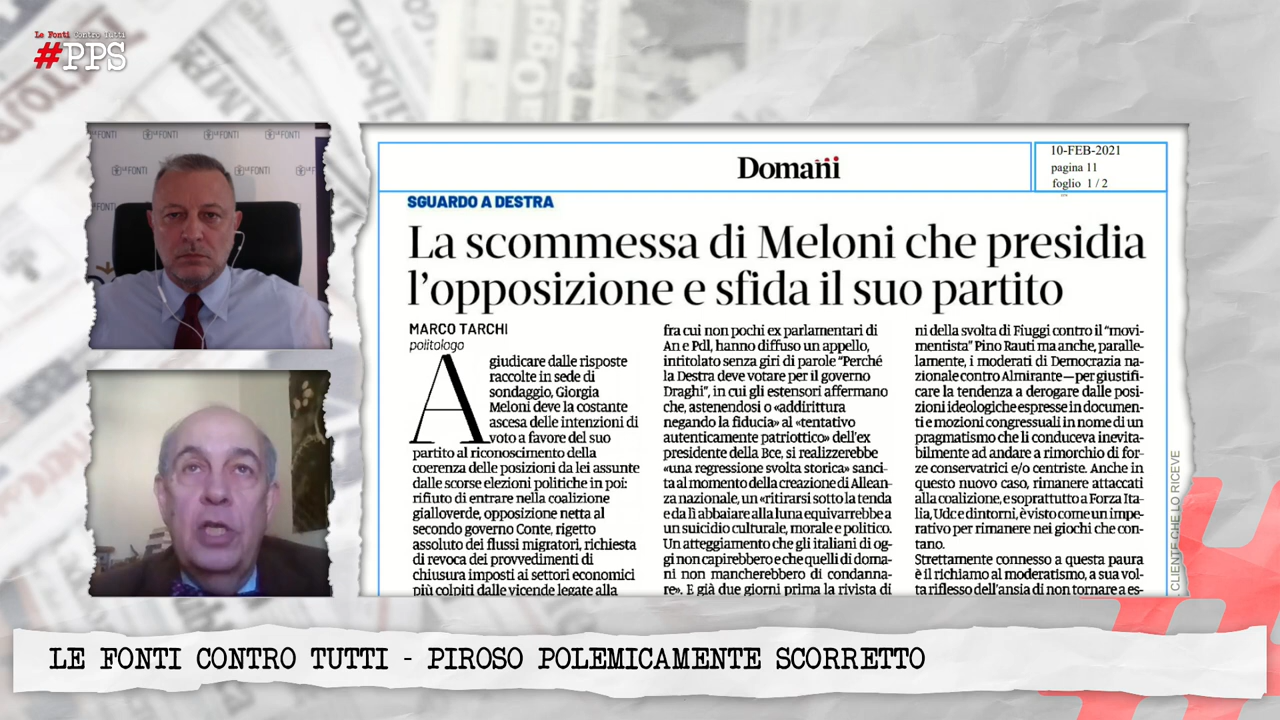 Le Fonti Contro Tutti
#PPS
LE FONTI
LE FONTI
LE FONTI
LE FONTI
LE FONTI
LE FONTI
Domani
10-FEB-2021
pagina 11
foglio 1 / 2
SGUARDO A DESTRA
La scommessa di Meloni che presidia
l'opposizione e sfida il suo partito
MARCO TARCHI
politologo
A giudicare dalle risposte
raccolte in sede di
sondaggio, Giorgia
Meloni deve la costante
ascesa delle intenzioni di
voto a favore del suo
partito al riconoscimento della
coerenza delle posizioni da lei assunte
dalle scorse elezioni politiche in poi:
rifiuto di entrare nella coalizione
gialloverde, opposizione netta al
secondo governo Conte, rigetto
assoluto dei flussi migratori, richiesta
di revoca dei provvedimenti di
chiusura imposti ai settori economici
più colpiti dalle vicende legate alla
fra cui non pochi ex parlamentari di
An e Pdl, hanno diffuso un appello,
intitolato senza giri di parole "Perché
la Destra deve votare per il governo
Draghi", in cui gli estensori affermano
che, astenendosi o «addirittura
negando la fiducia» al «tentativo
autenticamente patriottico» dell'ex
presidente della Bce, si realizzerebbe
«una regressione svolta storica» sanci-
ta al momento della creazione di Allean-
za nazionale, un «ritirarsi sotto la tenda
e da lì abbaiare alla luna equivarrebbe a
un suicidio culturale, morale e politico.
Un atteggiamento che gli italiani di og-
gi non capirebbero e che quelli di doma-
ni non mancherebbero di condanna-
re». E già due giorni prima la rivista di
ni della svolta di Fiuggi contro il "movi-
mentista" Pino Rauti ma anche, paralle-
lamente, i moderati di Democrazia na-
zionale contro Almirante — per giustifi-
care la tendenza a derogare dalle posi-
zioni ideologiche espresse in documen-
ti e mozioni congressuali in nome di un
pragmatismo che li conduceva inevita-
bilmente ad andare a rimorchio di for-
ze conservatrici e/o centriste. Anche in
questo nuovo caso, rimanere attaccati
alla coalizione, e soprattutto a Forza Ita-
lia, Udc e dintorni, è visto come un impe-
rativo per rimanere nei giochi che con-
tano.
Strettamente connesso a questa paura
è il richiamo al moderatismo, a sua vol-
ta riflesso dell'ansia di non tornare a es-
CLIENTE CHE LO RICEVE
LE FONTI CONTRO TUTTI - PIROSO POLEMICAMENTE SCORRETTO